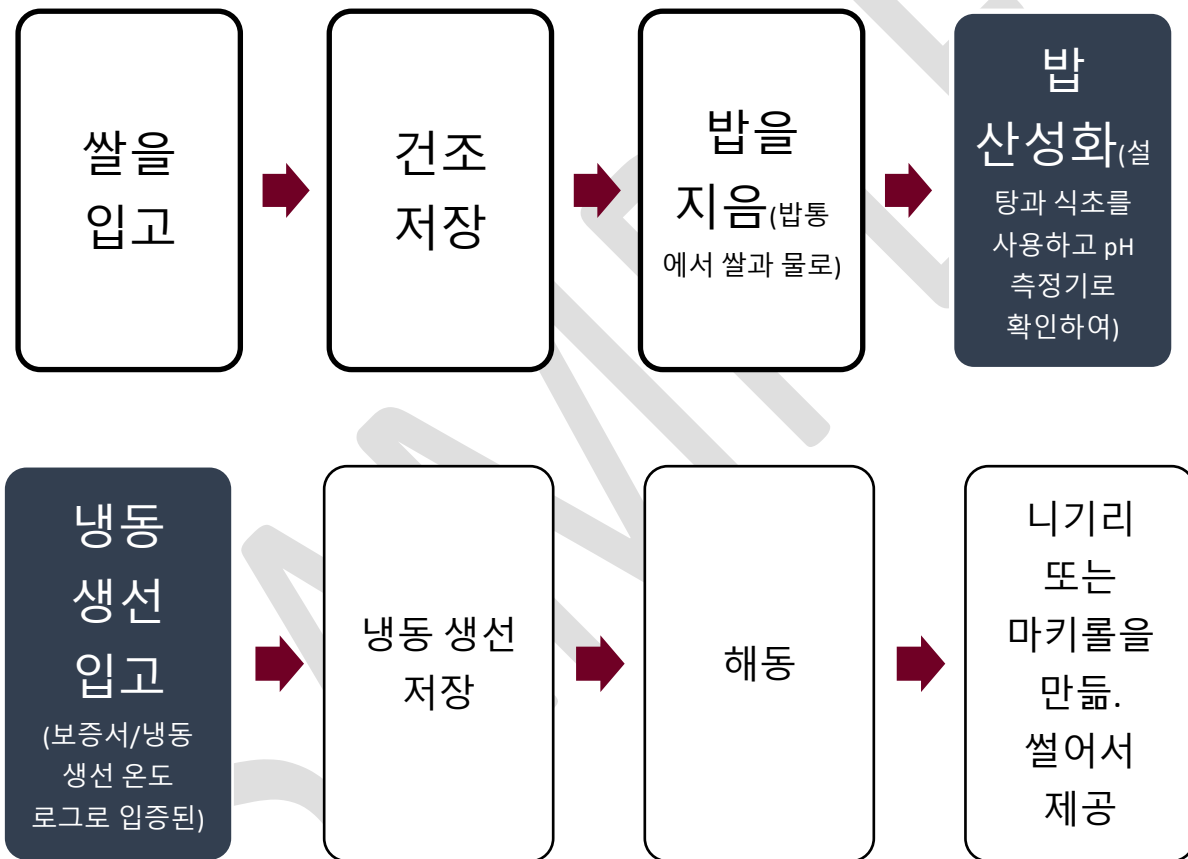 쌀을
입고
건조
저장
밥을
지음(밥통
에서 쌀과 물로)
밥
산성화(설
탕과 식초를
사용하고 pH
측정기로
확인하여)
냉동
생선
입고
(보증서/냉동
생선 온도
로그로 입증된)
냉동 생선
저장
해동
니기리
또는
마키롤을
만듦.
썰어서
제공